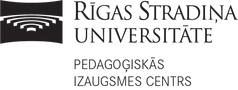 RĪGAS STRADIŅA
UNIVERSITĀTE
PEDAGOĢISKĀS
IZAUGSMES CENTRS